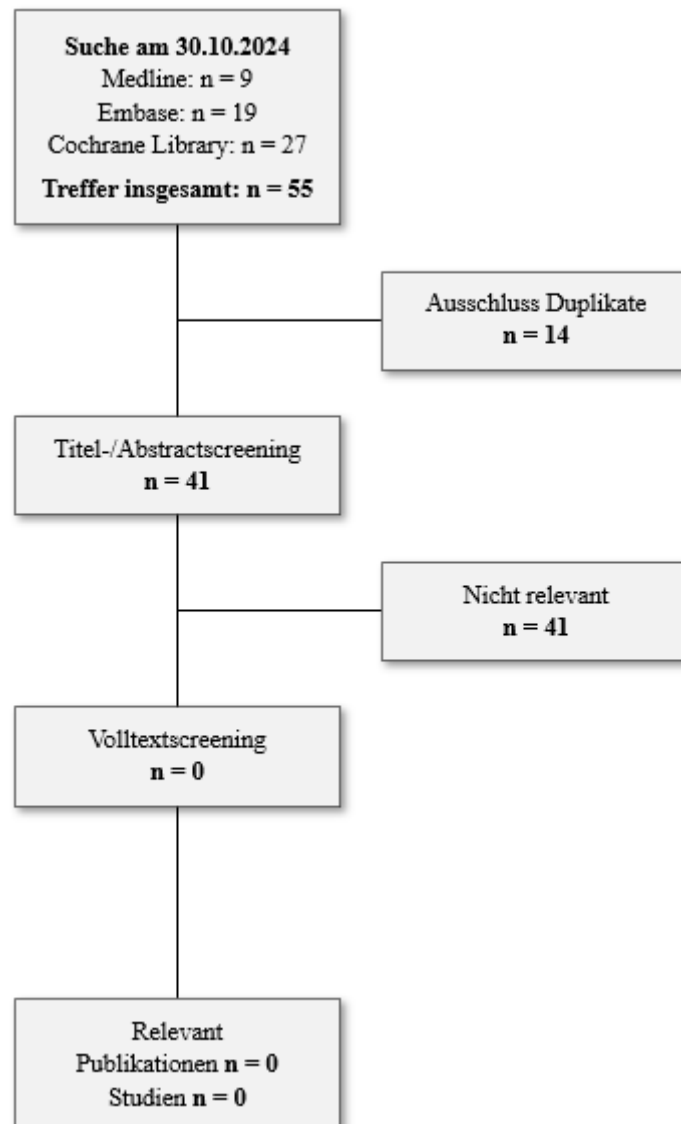 Suche am 30.10.2024
Medline: n = 9
Embase: n = 19
Cochrane Library: n = 27
Treffer insgesamt: n = 55
Ausschluss Duplikate
n = 14
Titel-/Abstractscreening
n = 41
Nicht relevant
n = 41
Volltextscreening
n = 0
Relevant
Publikationen n = 0
Studien n = 0